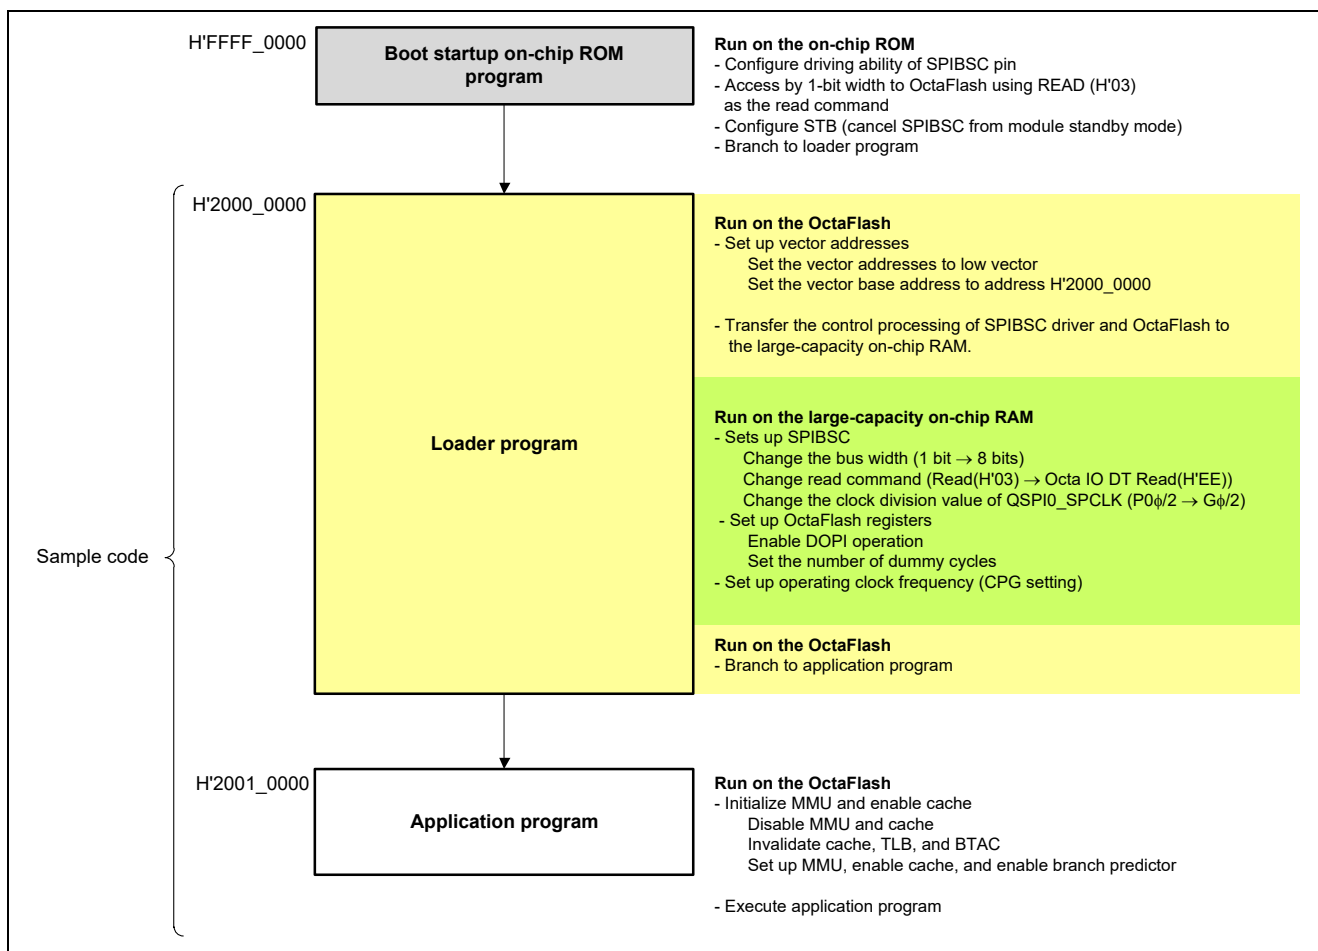 H'FFFF_0000
Boot startup on-chip ROM
program
Run on the on-chip ROM
- Configure driving ability of SPIBSC pin
- Access by 1-bit width to OctaFlash using READ (H'03)
as the read command
- Configure STB (cancel SPIBSC from module standby mode)
- Branch to loader program
H'2000_0000
Loader program
Run on the OctaFlash
- Set up vector addresses
Set the vector addresses to low vector
Set the vector base address to address H'2000_0000
- Transfer the control processing of SPIBSC driver and OctaFlash to
the large-capacity on-chip RAM.
Run on the large-capacity on-chip RAM
- Sets up SPIBSC
Change the bus width (1 bit → 8 bits)
Change read command (Read(H'03) → Octa IO DT Read(H'EE))
Change the clock division value of QSPI0_SPCLK (P0ϕ/2 → Gϕ/2)
- Set up OctaFlash registers
Enable DOPI operation
Set the number of dummy cycles
- Set up operating clock frequency (CPG setting)
Run on the OctaFlash
- Branch to application program
Sample code
H'2001_0000
Application program
Run on the OctaFlash
- Initialize MMU and enable cache
Disable MMU and cache
Invalidate cache, TLB, and BTAC
Set up MMU, enable cache, and enable branch predictor
- Execute application program